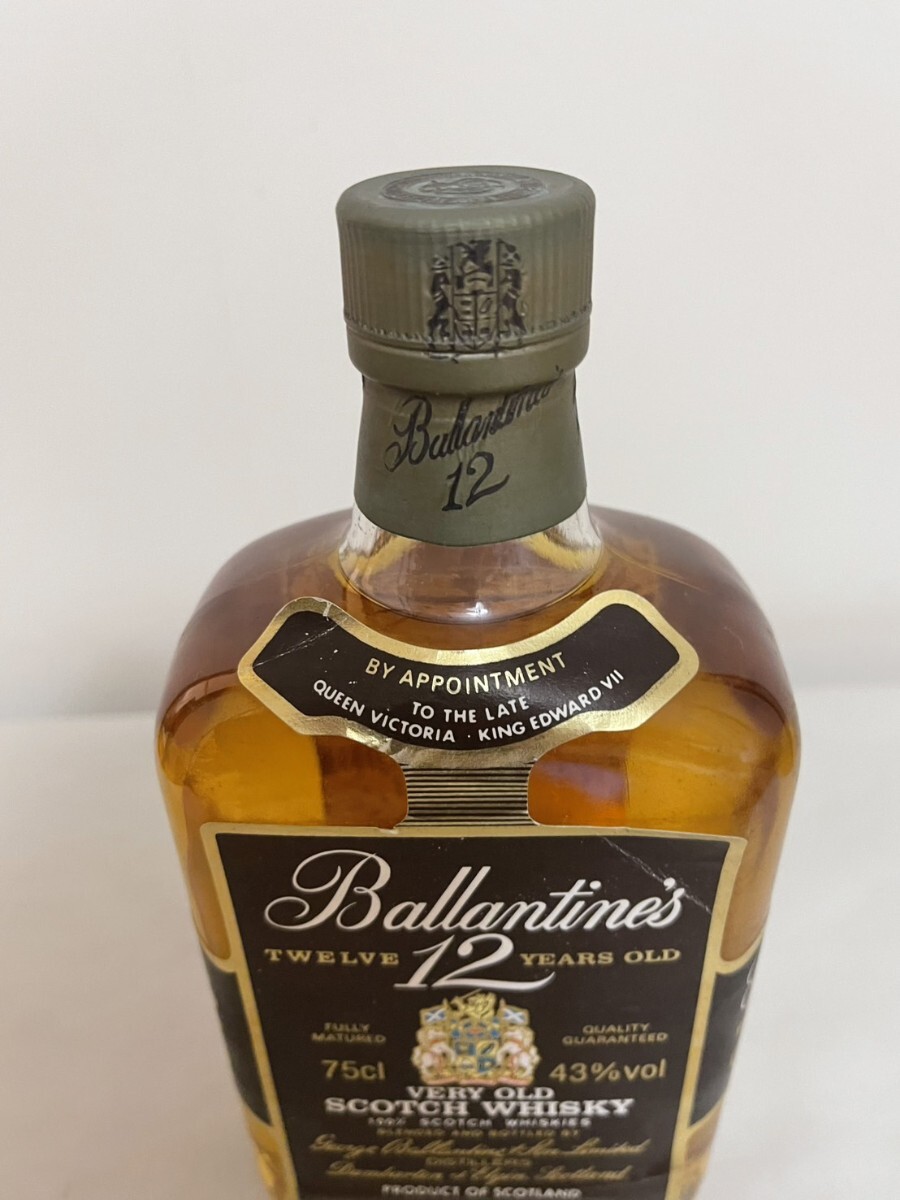 Ballantine's
12
BY APPOINTMENT
TO THE LATE
QUEEN VICTORIA · KING EDWARD VII
Ballantine's
TWELVE 12 YEARS OLD
FULLY MATURED
QUALITY GUARANTEED
75cl 43%vol
VERY OLD
SCOTCH WHISKY
100% SCOTCH WHISKIES
BLENDED AND BOTTLED BY
George Ballantine & Son Limited
DISTILLERS
Dumbarton & Elgin, Scotland
PRODUCT OF SCOTLAND